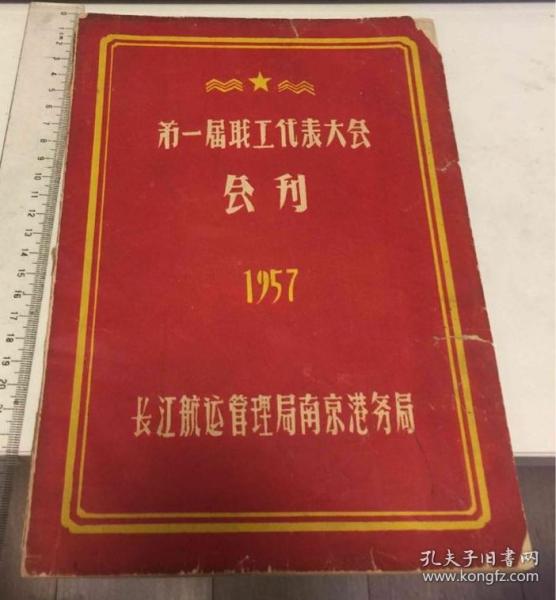 第一届职工代表大会
会刊
1957
长江航运管理局南京港务局
孔夫子旧书网
www.kongfz.com